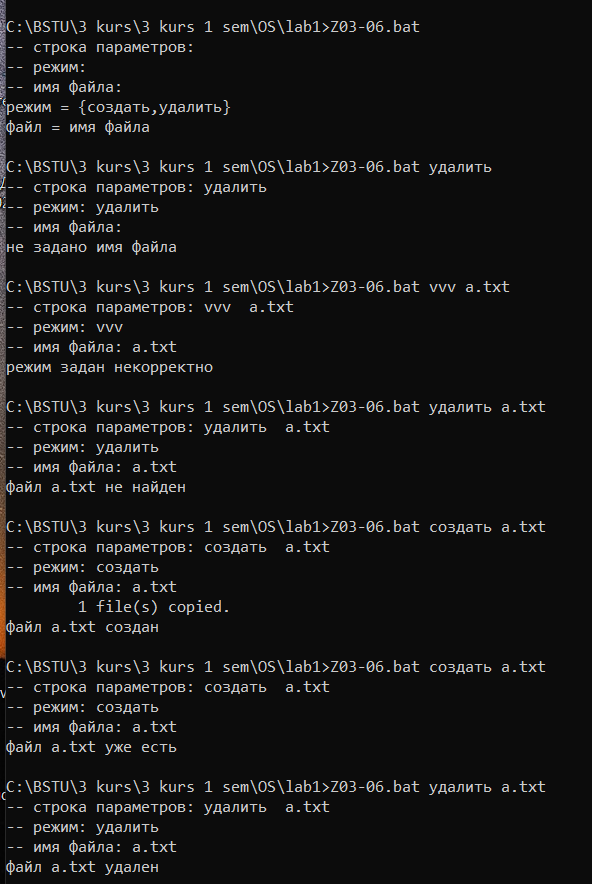 C:\BSTU\3 kurs\3 kurs 1 sem\OS\lab1>Z03-06.bat
-- строка параметров:
-- режим:
-- имя файла:
режим = {создать,удалить}
файл = имя файла
C:\BSTU\3 kurs\3 kurs 1 sem\OS\lab1>Z03-06.bat удалить
-- строка параметров: удалить
-- режим: удалить
-- имя файла:
не задано имя файла
C:\BSTU\3 kurs\3 kurs 1 sem\OS\lab1>Z03-06.bat vvv a.txt
-- строка параметров: vvv  a.txt
-- режим: vvv
-- имя файла: a.txt
режим задан некорректно
C:\BSTU\3 kurs\3 kurs 1 sem\OS\lab1>Z03-06.bat удалить a.txt
-- строка параметров: удалить  a.txt
-- режим: удалить
-- имя файла: a.txt
файл a.txt не найден
C:\BSTU\3 kurs\3 kurs 1 sem\OS\lab1>Z03-06.bat создать a.txt
-- строка параметров: создать  a.txt
-- режим: создать
-- имя файла: a.txt
        1 file(s) copied.
файл a.txt создан
C:\BSTU\3 kurs\3 kurs 1 sem\OS\lab1>Z03-06.bat создать a.txt
-- строка параметров: создать  a.txt
-- режим: создать
-- имя файла: a.txt
файл a.txt уже есть
C:\BSTU\3 kurs\3 kurs 1 sem\OS\lab1>Z03-06.bat удалить a.txt
-- строка параметров: удалить  a.txt
-- режим: удалить
-- имя файла: a.txt
файл a.txt удален